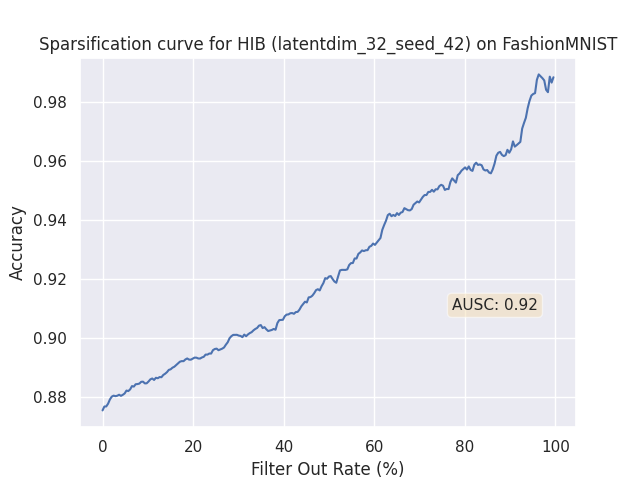 Sparsification curve for HIB (latentdim_32_seed_42) on FashionMNIST
0.98
0.96
0.94
0.92
0.90
0.88
Accuracy
AUSC: 0.92
0 20 40 60 80 100
Filter Out Rate (%)